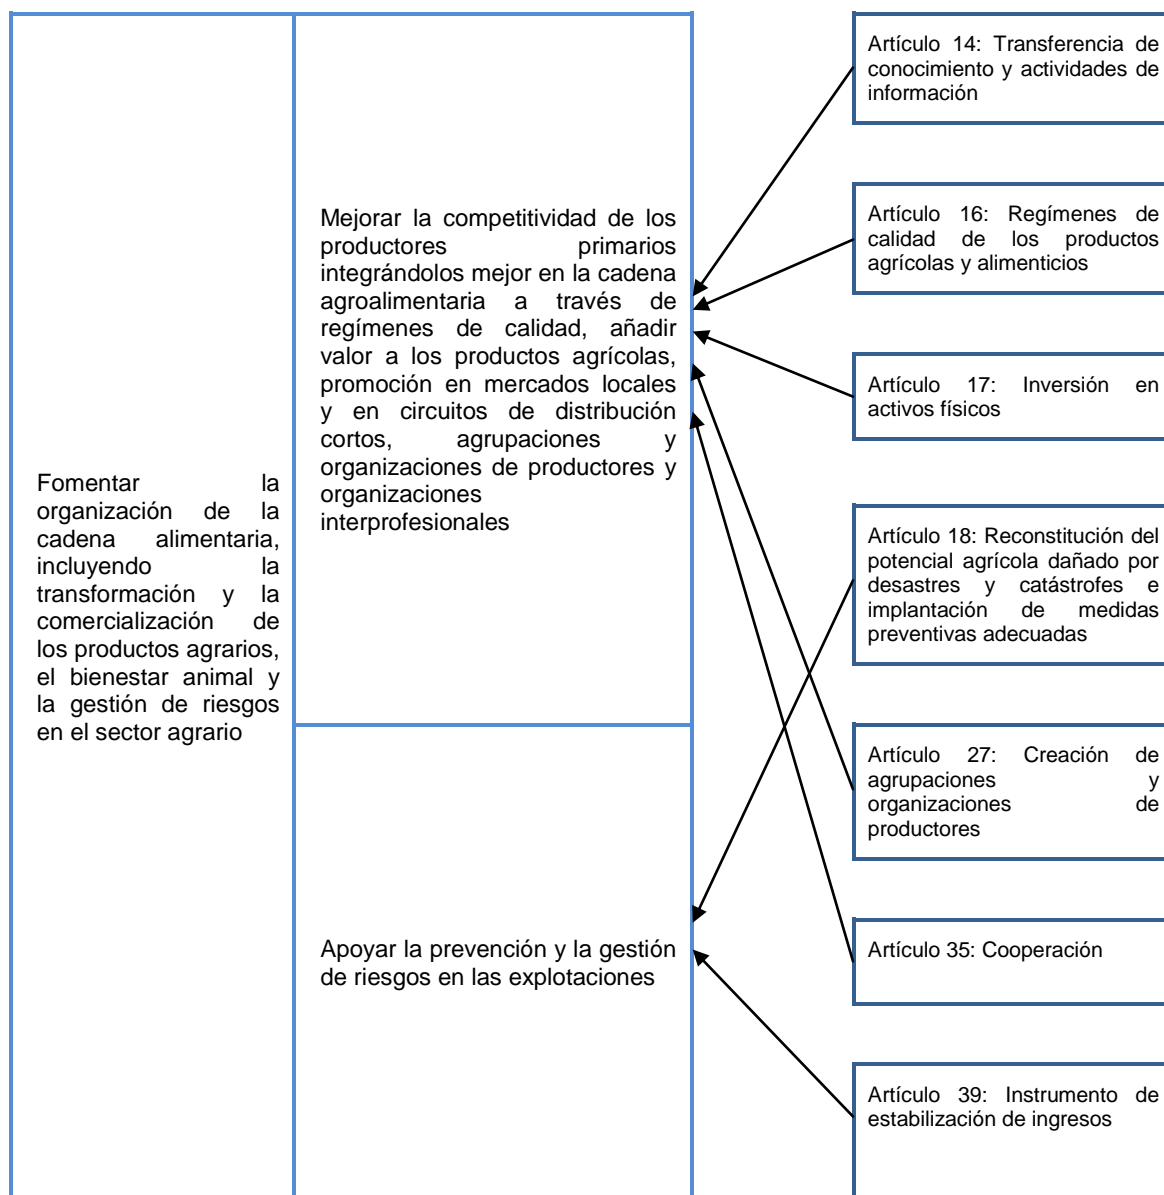 Fomentar la
organización de la
cadena alimentaria,
incluyendo la
transformación y la
comercialización de
los productos agrarios,
el bienestar animal y
la gestión de riesgos
en el sector agrario
Mejorar la competitividad de los
productores primarios
integrándolos mejor en la cadena
agroalimentaria a través de
regímenes de calidad, añadir
valor a los productos agrícolas,
promoción en mercados locales
y en circuitos de distribución
cortos, agrupaciones y
organizaciones de productores y
organizaciones
interprofesionales
Apoyar la prevención y la gestión
de riesgos en las explotaciones
Artículo 14: Transferencia de
conocimiento y actividades de
información
Artículo 16: Regímenes de
calidad de los productos
agrícolas y alimenticios
Artículo 17: Inversión en
activos físicos
Artículo 18: Reconstitución del
potencial agrícola dañado por
desastres y catástrofes e
implantación de medidas
preventivas adecuadas
Artículo 27: Creación de
agrupaciones y
organizaciones de
productores
Artículo 35: Cooperación
Artículo 39: Instrumento de
estabilización de ingresos